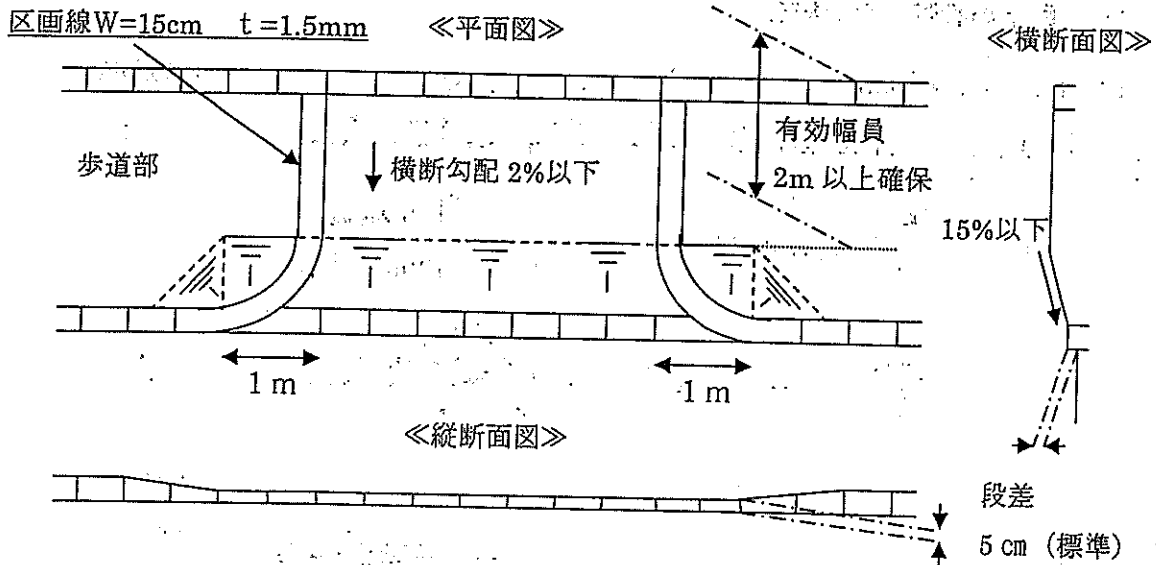 区画線W=15cm t=1.5mm
≪平面図≫
≪横断面図≫
有効幅員
2m 以上確保
歩道部
横断勾配 2%以下
15%以下
1 m
1 m
≪縦断面図≫
段差
5 cm (標準)